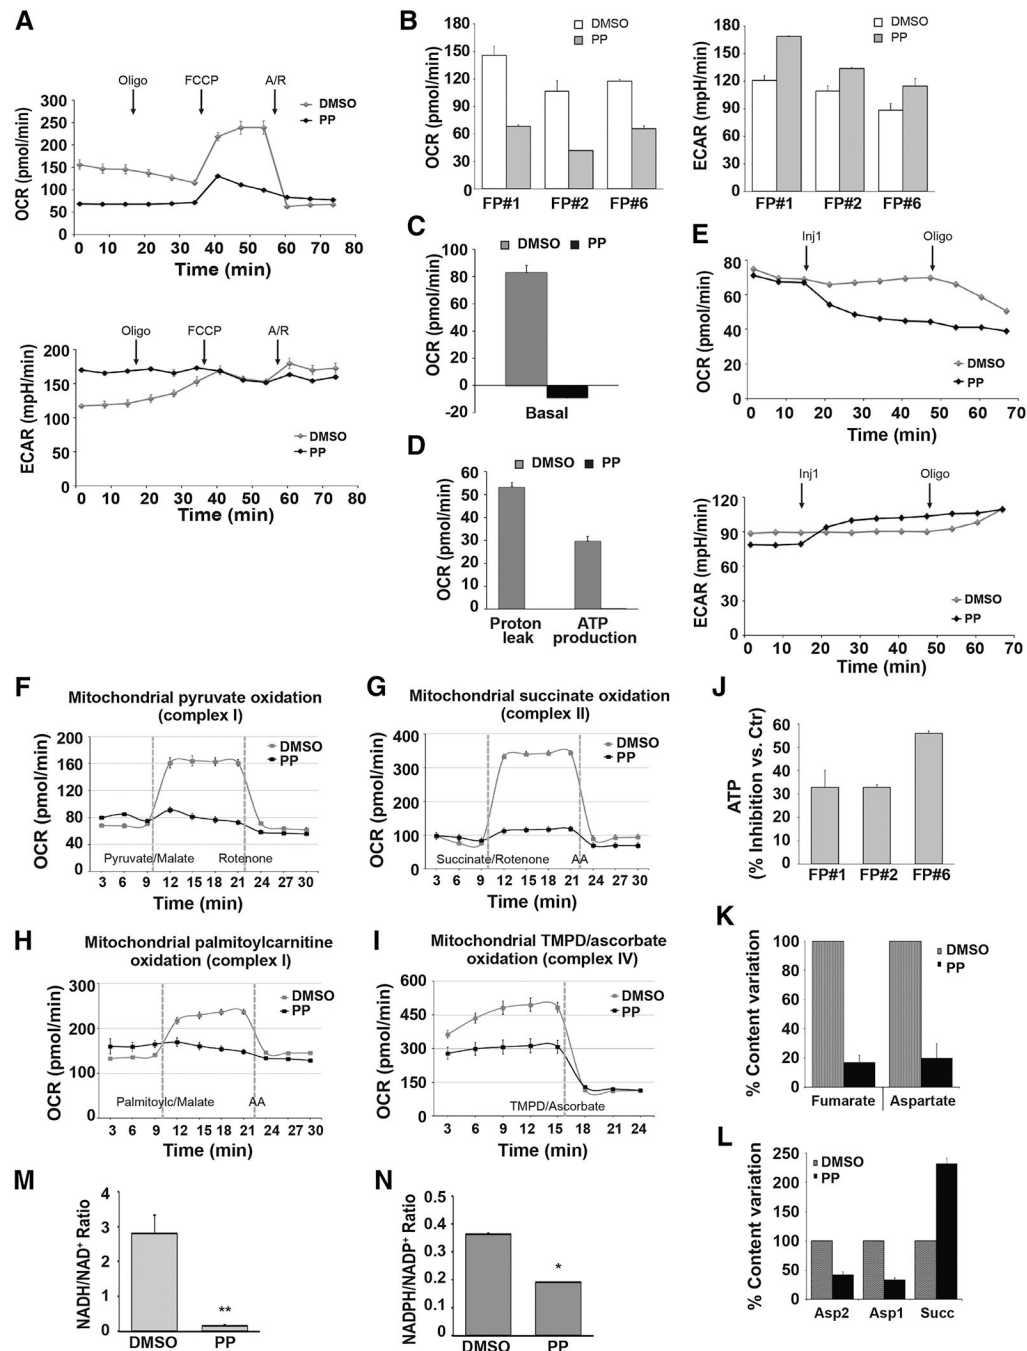 A
Oligo FCCP A/R
DMSO
PP
OCR (pmol/min)
300
250
200
150
100
50
0
0 10 20 30 40 50 60 70 80
Time (min)
Oligo FCCP A/R
ECAR (mpH/min)
200
150
100
50
0
DMSO
PP
0 10 20 30 40 50 60 70 80
Time (min)
B
OCR (pmol/min)
180
150
120
90
60
30
0
DMSO
PP
FP#1 FP#2 FP#6
ECAR (mpH/min)
180
150
120
90
60
30
0
DMSO
PP
FP#1 FP#2 FP#6
C
DMSO PP
OCR (pmol/min)
100
80
60
40
20
0
-20
Basal
D
DMSO PP
OCR (pmol/min)
60
50
40
30
20
10
0
Proton leak
ATP production
E
Inj1 Oligo
OCR (pmol/min)
80
60
40
20
0
DMSO
PP
0 10 20 30 40 50 60 70
Time (min)
Inj1 Oligo
ECAR (mpH/min)
120
90
60
30
0
DMSO
PP
0 10 20 30 40 50 60 70
Time (min)
F
Mitochondrial pyruvate oxidation
(complex I)
OCR (pmol/min)
200
160
120
80
40
0
DMSO
PP
Pyruvate/Malate Rotenone
3 6 9 12 15 18 21 24 27 30
Time (min)
G
Mitochondrial succinate oxidation
(complex II)
OCR (pmol/min)
400
300
200
100
0
DMSO
PP
Succinate/Rotenone AA
3 6 9 12 15 18 21 24 27 30
Time (min)
H
Mitochondrial palmitoylcarnitine
oxidation (complex I)
OCR (pmol/min)
300
200
100
0
DMSO
PP
Palmitoylc/Malate AA
3 6 9 12 15 18 21 24 27 30
Time (min)
I
Mitochondrial TMPD/ascorbate
oxidation (complex IV)
OCR (pmol/min)
600
450
300
150
0
DMSO
PP
TMPD/Ascorbate
3 6 9 12 15 18 21 24
Time (min)
J
ATP
(% Inhibition vs. Ctr)
60
50
40
30
20
10
0
FP#1 FP#2 FP#6
K
% Content variation
100
80
60
40
20
0
DMSO
PP
Fumarate Aspartate
L
% Content variation
250
200
150
100
50
0
DMSO
PP
Asp2 Asp1 Succ
M
NADH/NAD⁺ Ratio
4
3
2
1
0
**
DMSO PP
N
NADPH/NADP⁺ Ratio
0.5
0.4
0.3
0.2
0.1
0
*
DMSO PP